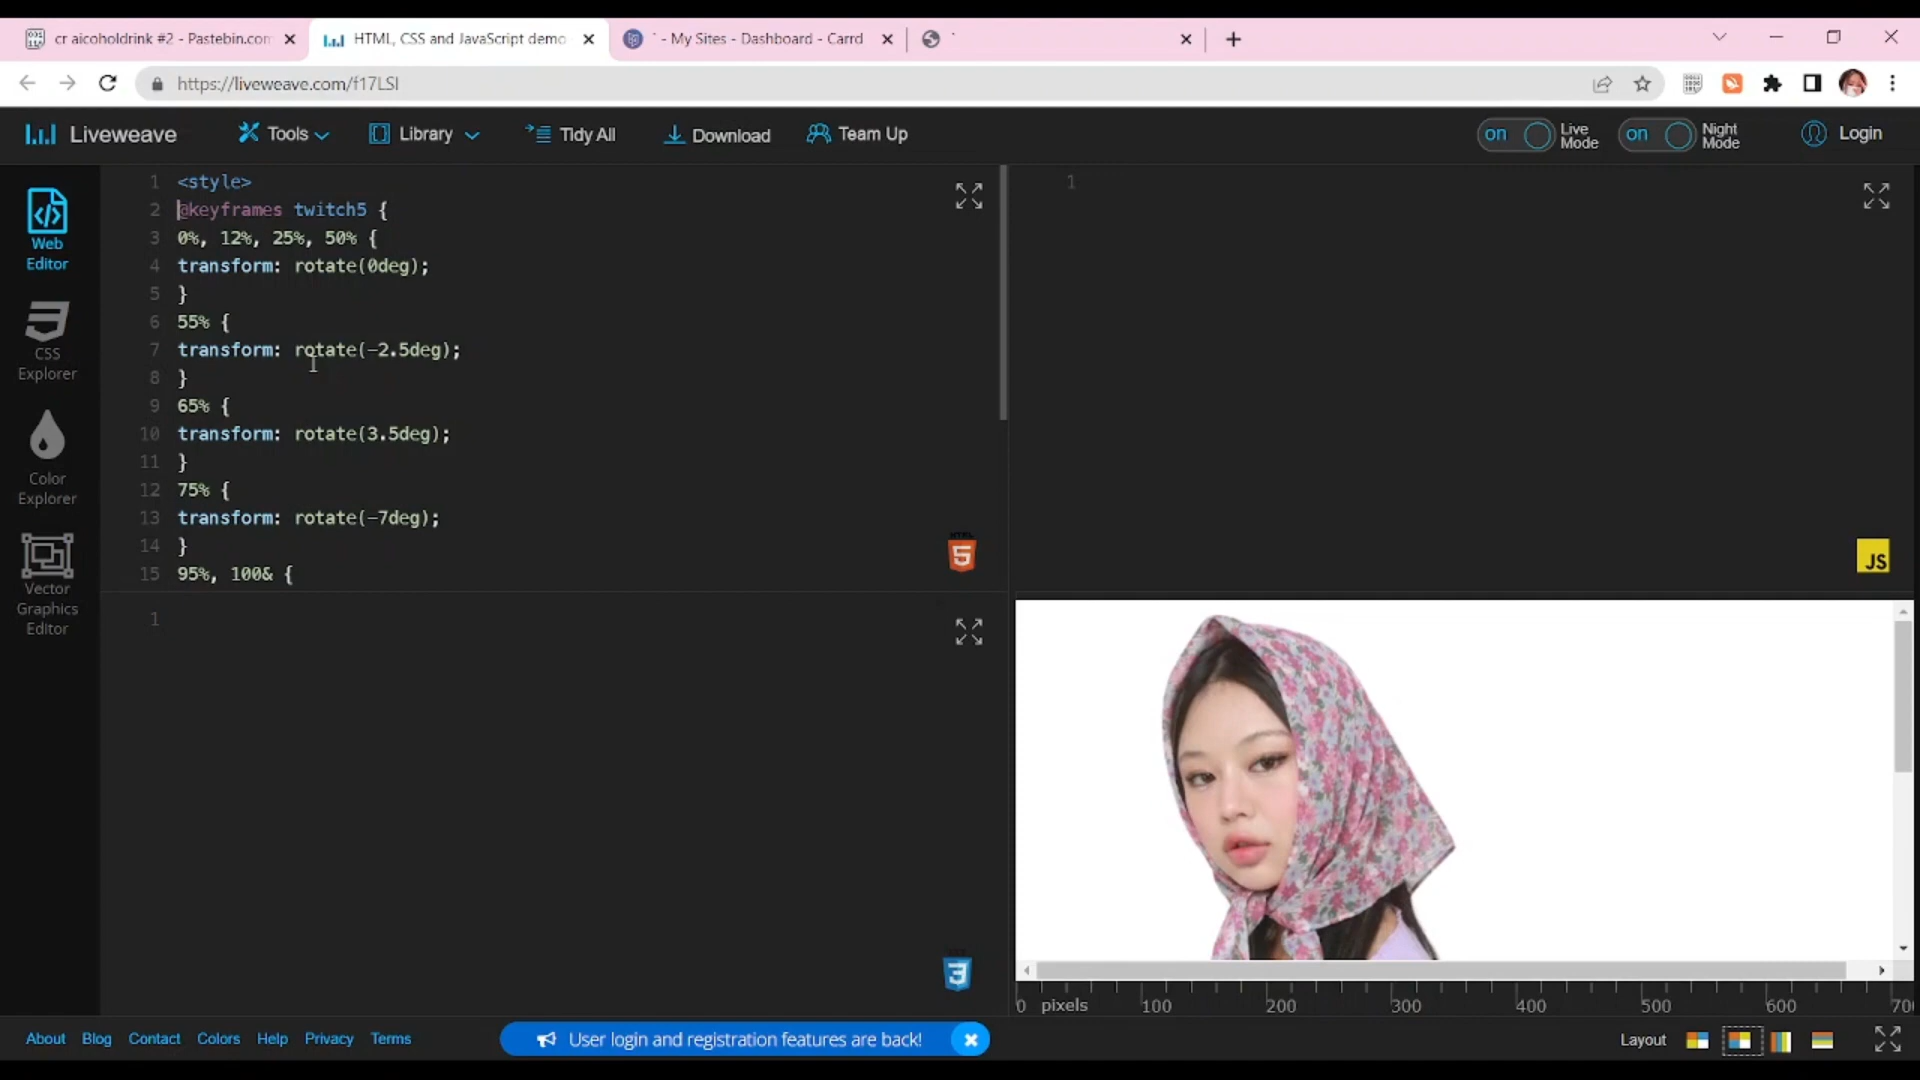 cr aicoholdrink #2 - Pastebin.com
HTML, CSS and JavaScript demo
` - My Sites - Dashboard - Carrd
`
https://liveweave.com/f17LSI
Liveweave
Tools
Library
Tidy All
Download
Team Up
on
Live Mode
on
Night Mode
Login
Web
Editor
CSS
Explorer
Color
Explorer
Vector
Graphics
Editor
1 <style>
2 @keyframes twitch5 {
3 0%, 12%, 25%, 50% {
4 transform: rotate(0deg);
5 }
6 55% {
7 transform: rotate(-2.5deg);
8 }
9 65% {
10 transform: rotate(3.5deg);
11 }
12 75% {
13 transform: rotate(-7deg);
14 }
15 95%, 100& {
HTML
5
1
JS
1
3
0 pixels 100 200 300 400 500 600 700
About Blog Contact Colors Help Privacy Terms
User login and registration features are back!
Layout